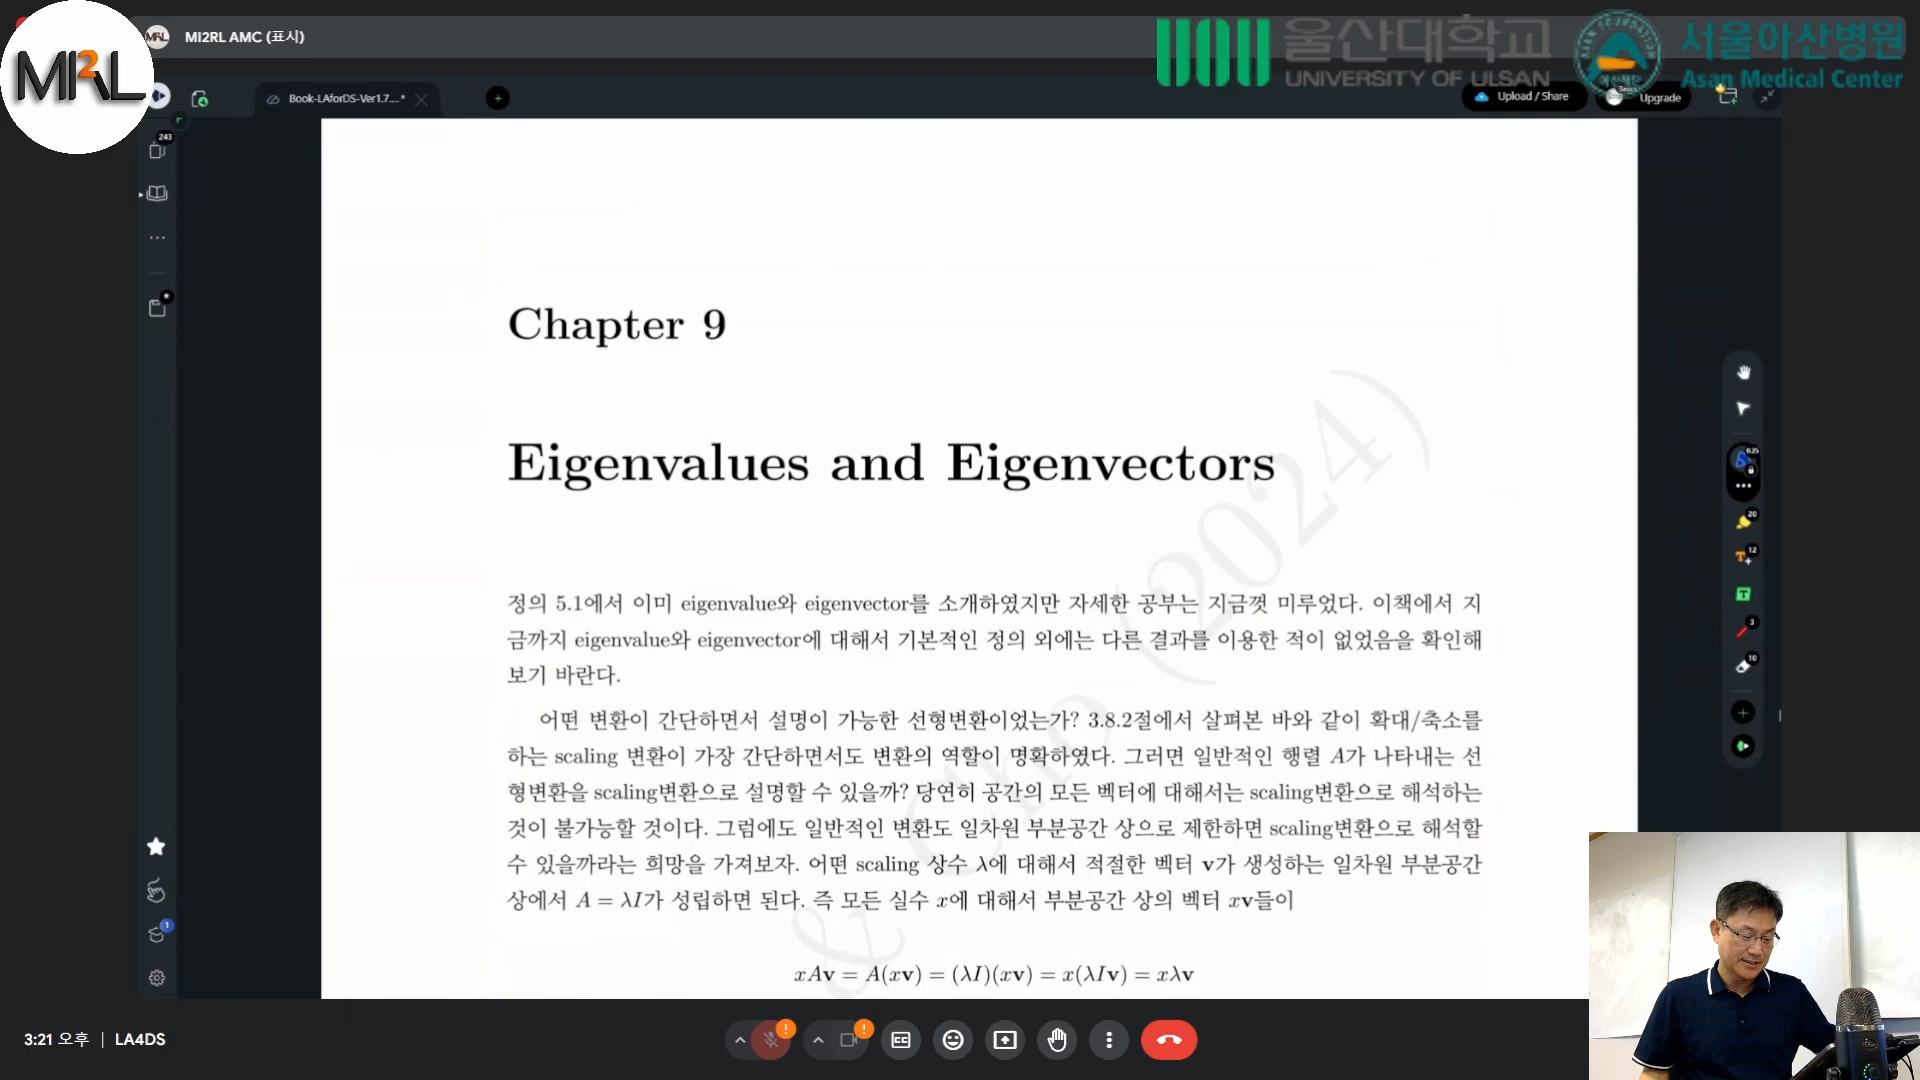 MI2RL
MI2RL AMC (표시)
울산대학교
UNIVERSITY OF ULSAN
서울아산병원
Asan Medical Center
Book-LAforDS-Ver1.7....*
Upload / Share
Upgrade
243
Chapter 9
Eigenvalues and Eigenvectors
정의 5.1에서 이미 eigenvalue와 eigenvector를 소개하였지만 자세한 공부는 지금껏 미루었다. 이책에서 지
금까지 eigenvalue와 eigenvector에 대해서 기본적인 정의 외에는 다른 결과를 이용한 적이 없었음을 확인해
보기 바란다.
어떤 변환이 간단하면서 설명이 가능한 선형변환이었는가? 3.8.2절에서 살펴본 바와 같이 확대/축소를
하는 scaling 변환이 가장 간단하면서도 변환의 역할이 명확하였다. 그러면 일반적인 행렬 A가 나타내는 선
형변환을 scaling변환으로 설명할 수 있을까? 당연히 공간의 모든 벡터에 대해서는 scaling변환으로 해석하는
것이 불가능할 것이다. 그럼에도 일반적인 변환도 일차원 부분공간 상으로 제한하면 scaling변환으로 해석할
수 있을까라는 희망을 가져보자. 어떤 scaling 상수 λ에 대해서 적절한 벡터 v가 생성하는 일차원 부분공간
상에서 A = λI가 성립하면 된다. 즉 모든 실수 x에 대해서 부분공간 상의 벡터 xv들이
xAv = A(xv) = (λI)(xv) = x(λIv) = xλv
& Cho (2024)
0.25
20
12
3
10
1
3:21 오후 | LA4DS